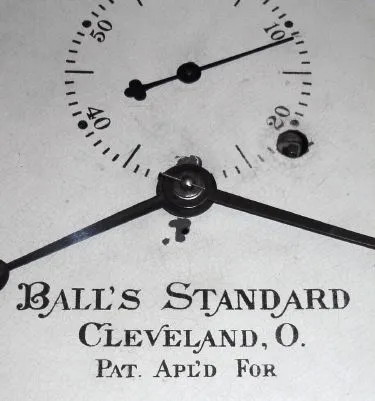 50
10
40
20
BALL'S STANDARD
CLEVELAND, O.
PAT. APL'D FOR